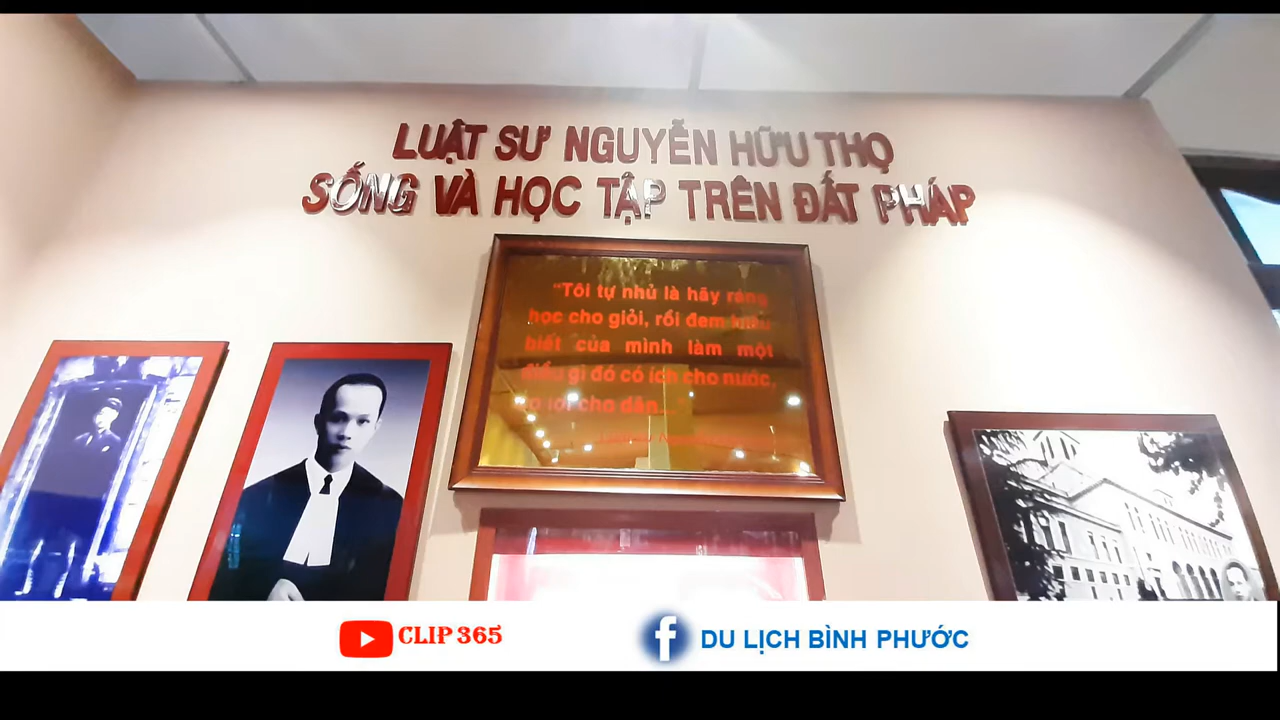 LUẬT SƯ NGUYỄN HỮU THỌ
SỐNG VÀ HỌC TẬP TRÊN ĐẤT PHÁP
"Tôi tự nhủ là hãy ráng
học cho giỏi, rồi đem hiểu
biết của mình làm một
điều gì đó có ích cho nước,
lợi cho dân..."
CLIP 365
DU LỊCH BÌNH PHƯỚC